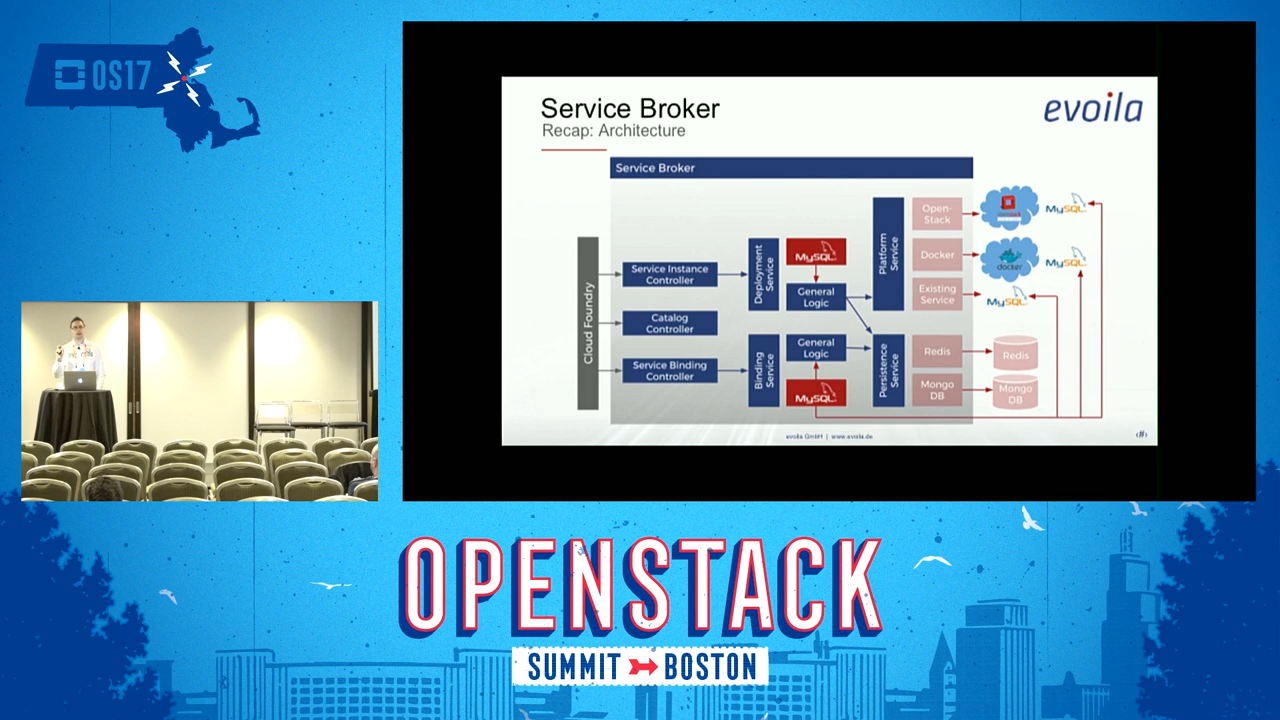 OS17
Service Broker
Recap: Architecture
evoila
Service Broker
Cloud Foundry
Service Instance
Controller
Catalog
Controller
Service Binding
Controller
Deployment
Service
Binding
Service
MySQL
General
Logic
General
Logic
MySQL
Platform
Service
Persistence
Service
Open-
Stack
Docker
Existing
Service
Redis
Mongo
DB
openstack
MySQL
docker
MySQL
MySQL
Redis
Mongo
DB
evoila GmbH | www.evoila.de
(#)
OPENSTACK
SUMMIT BOSTON